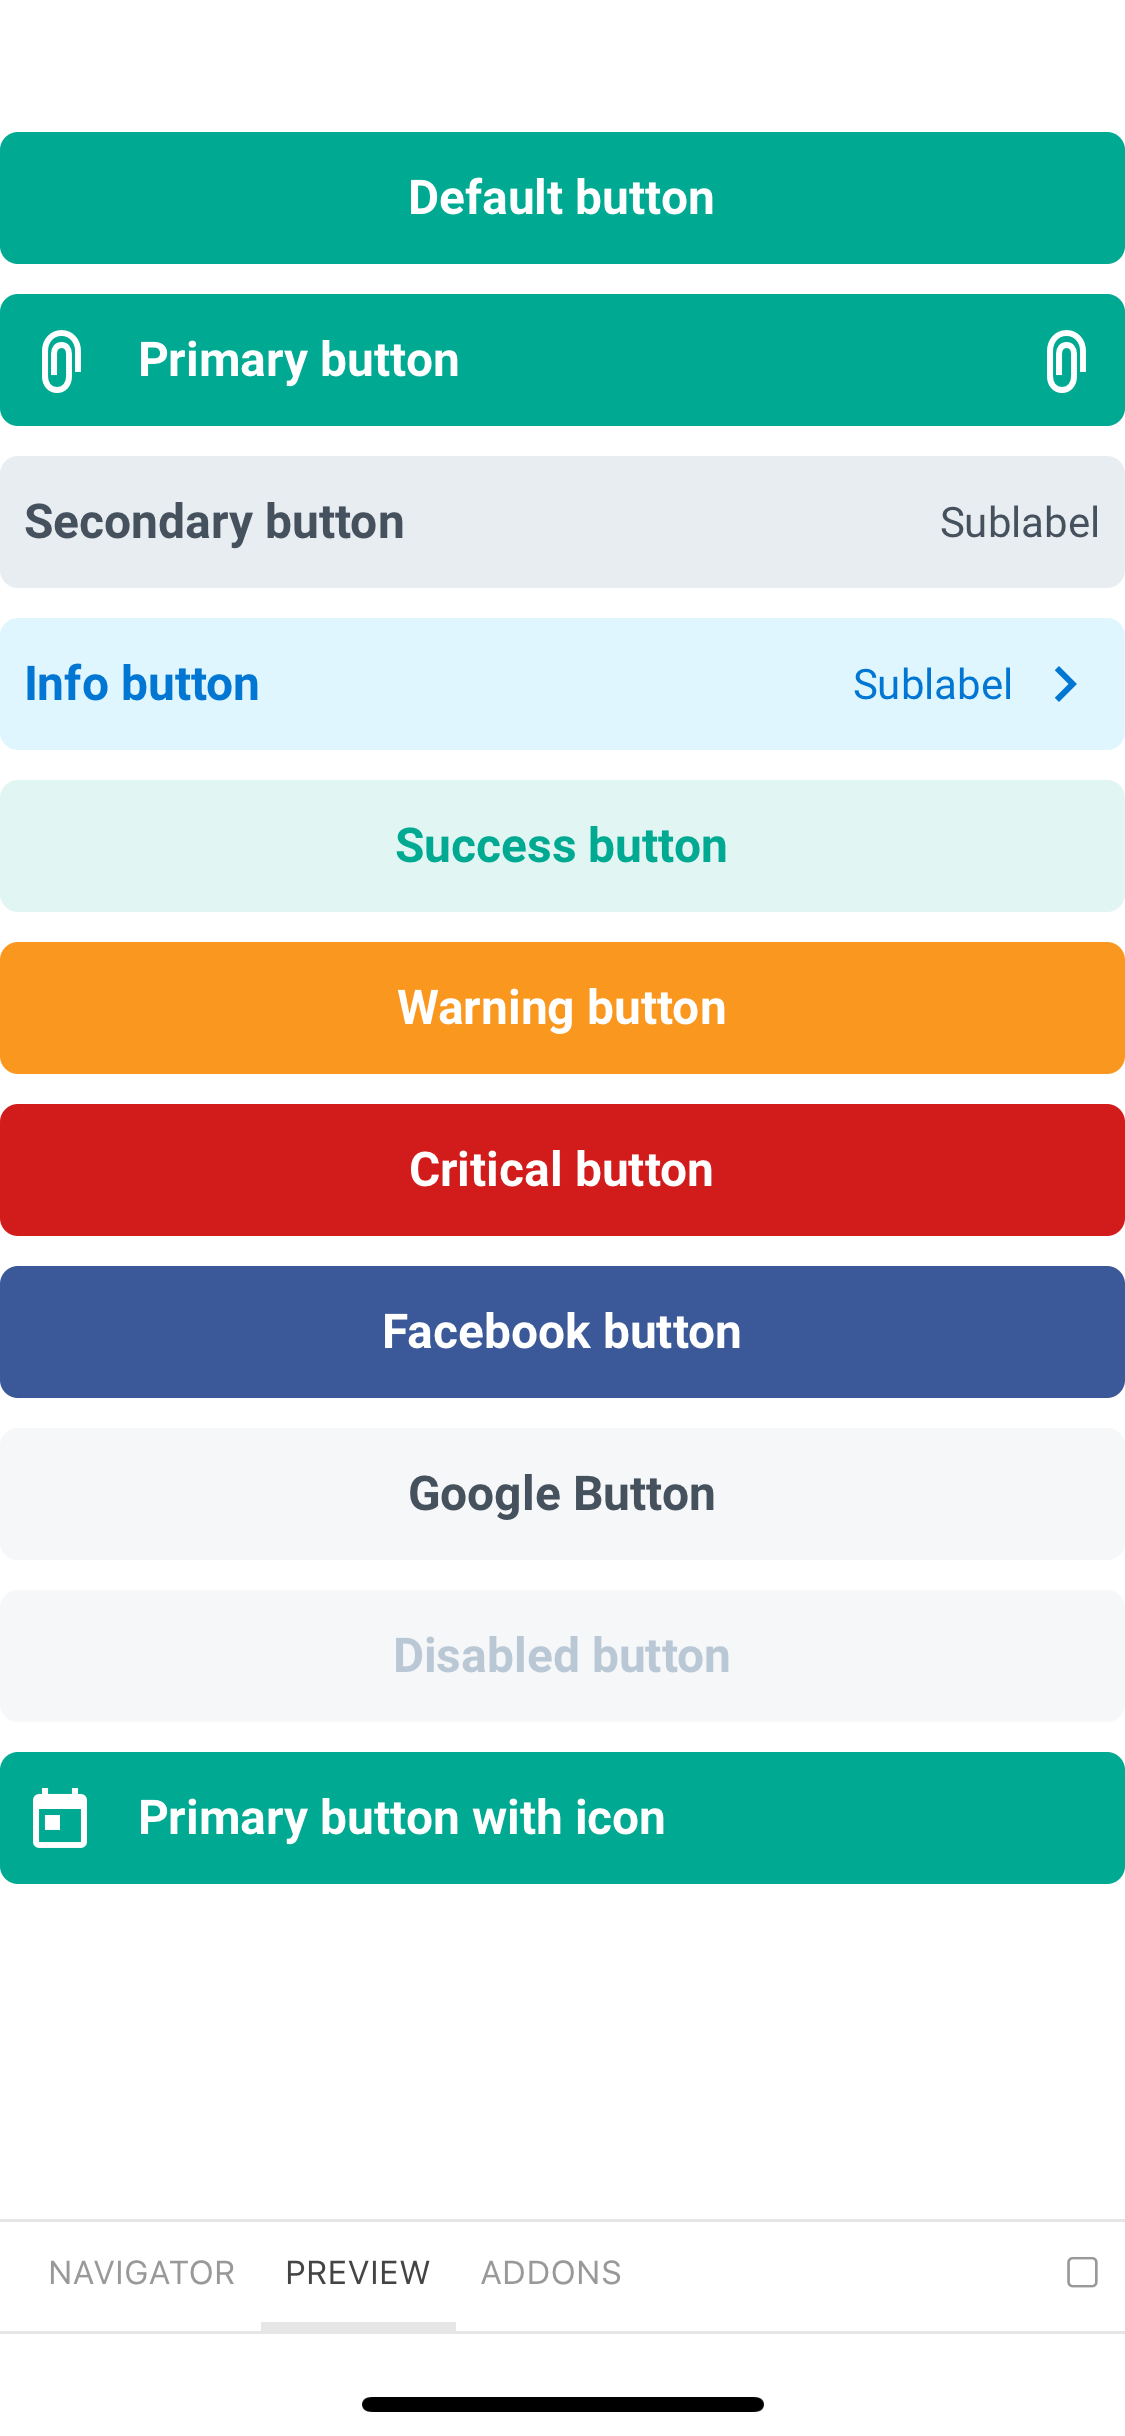 Default button
Primary button
Secondary button Sublabel
Info button Sublabel
Success button
Warning button
Critical button
Facebook button
Google Button
Disabled button
Primary button with icon
NAVIGATOR PREVIEW ADDONS